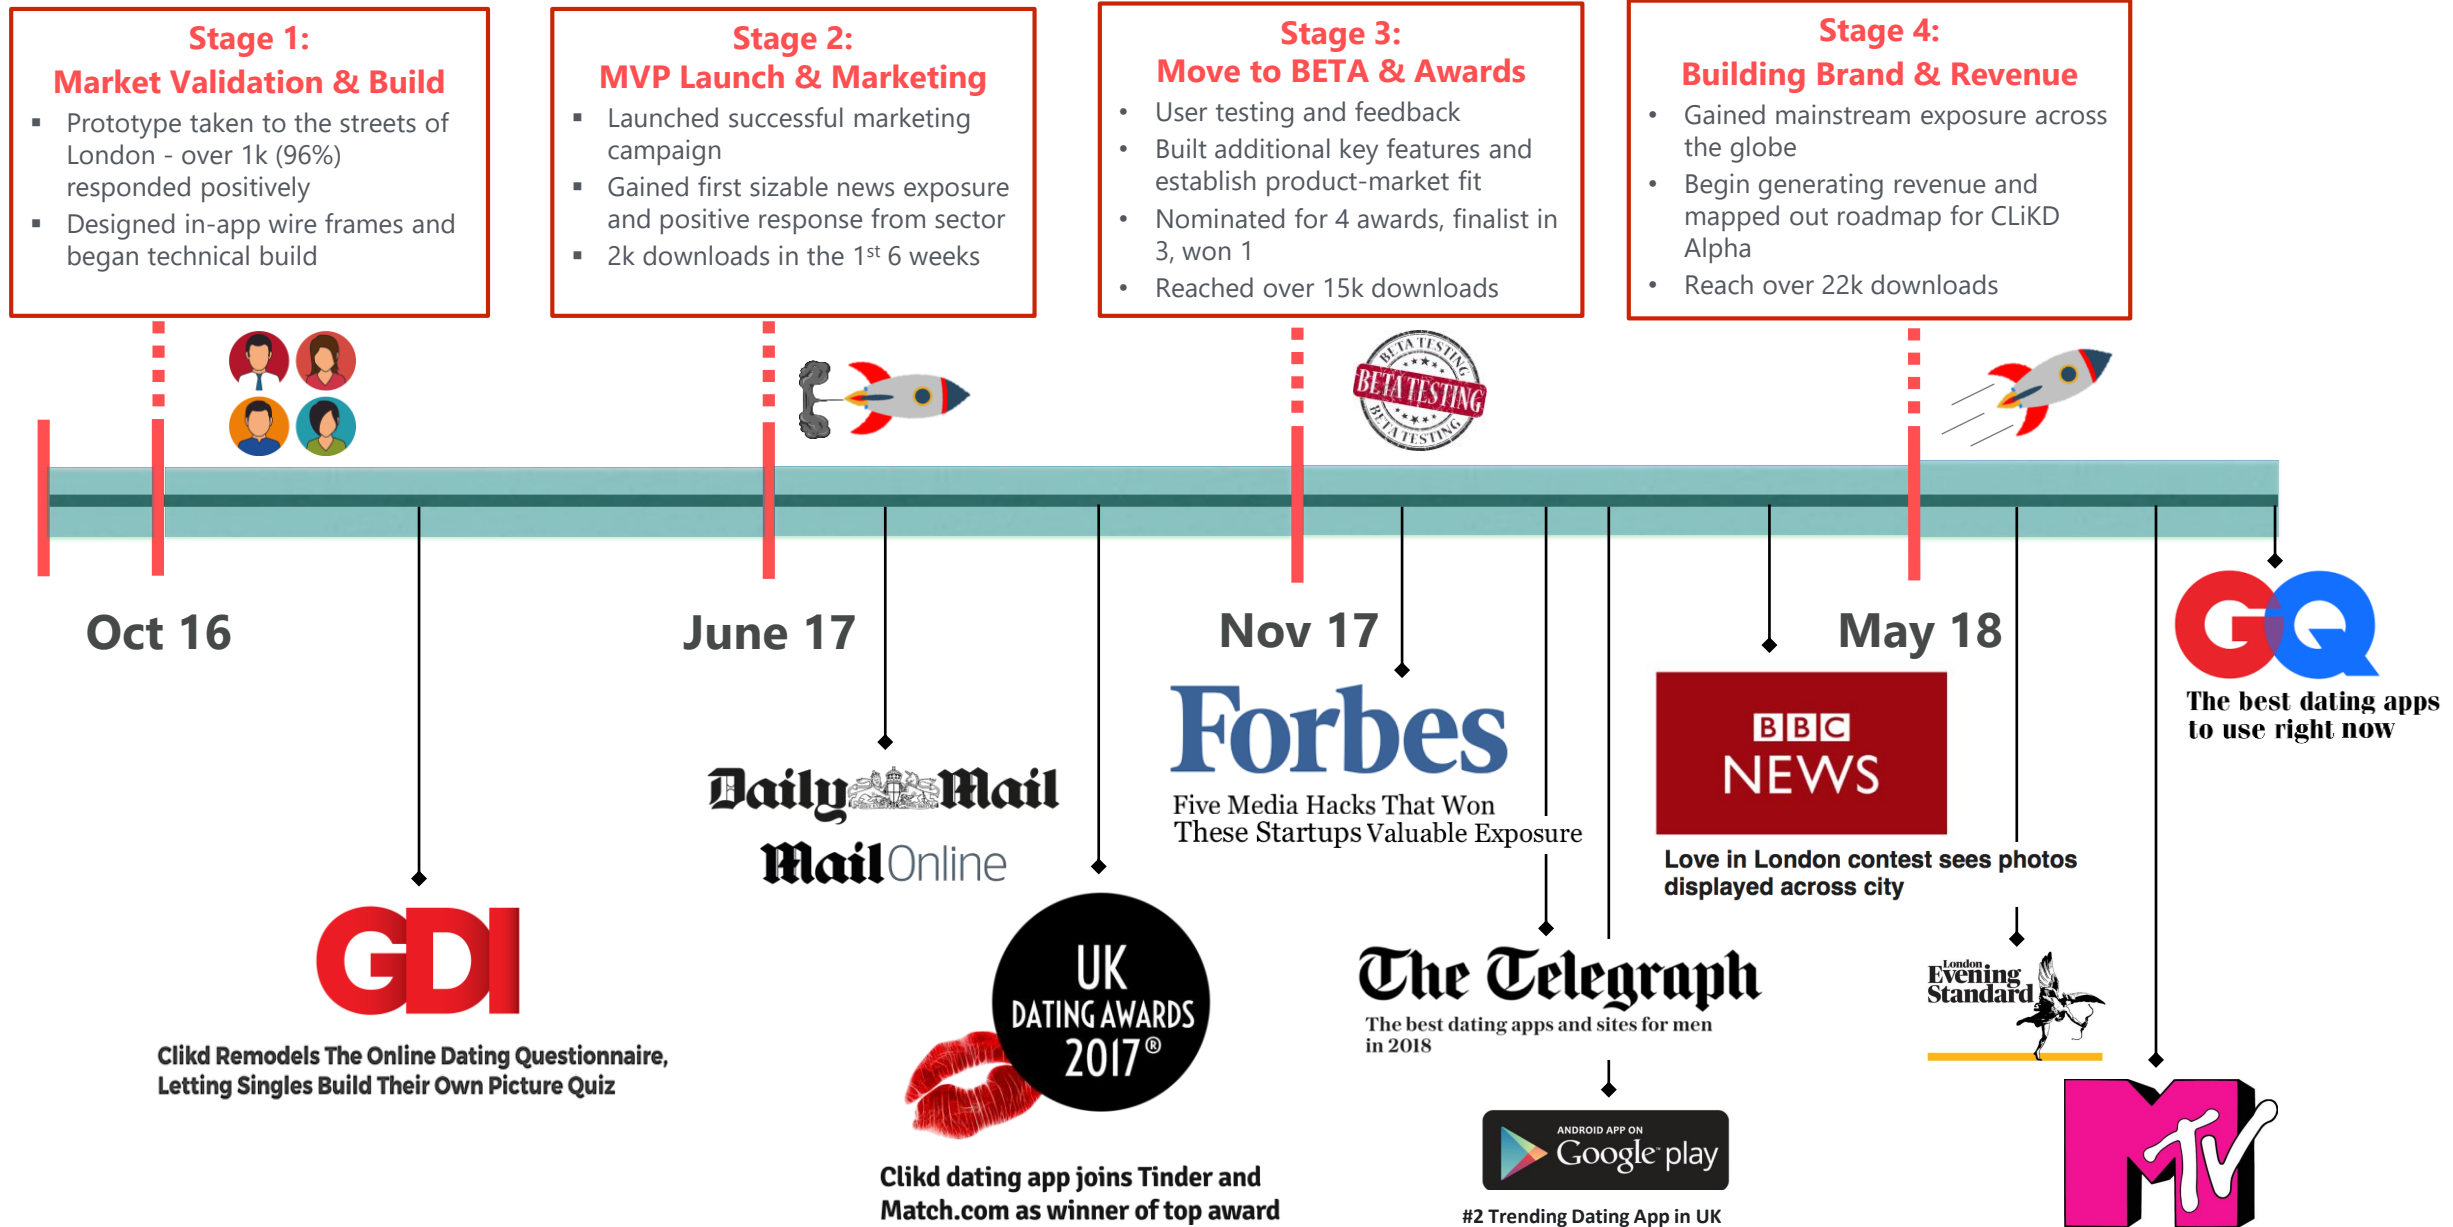 Stage 1:
Market Validation & Build
▪ Prototype taken to the streets of
London - over 1k (96%)
responded positively
▪ Designed in-app wire frames and
began technical build
Stage 2:
MVP Launch & Marketing
▪ Launched successful marketing
campaign
▪ Gained first sizable news exposure
and positive response from sector
▪ 2k downloads in the 1st 6 weeks
Stage 3:
Move to BETA & Awards
• User testing and feedback
• Built additional key features and
establish product-market fit
• Nominated for 4 awards, finalist in
3, won 1
• Reached over 15k downloads
Stage 4:
Building Brand & Revenue
• Gained mainstream exposure across
the globe
• Begin generating revenue and
mapped out roadmap for CLiKD
Alpha
• Reach over 22k downloads
BETA TESTING
BETA TESTING
BETA TESTING
Oct 16
June 17
Nov 17
May 18
GDI
Clikd Remodels The Online Dating Questionnaire,
Letting Singles Build Their Own Picture Quiz
Daily Mail
Mail Online
UK
DATING AWARDS
2017®
Clikd dating app joins Tinder and
Match.com as winner of top award
Forbes
Five Media Hacks That Won
These Startups Valuable Exposure
The Telegraph
The best dating apps and sites for men
in 2018
ANDROID APP ON
Google™ play
#2 Trending Dating App in UK
BBC
NEWS
Love in London contest sees photos
displayed across city
London
Evening
Standard
MTV
GQ
The best dating apps
to use right now